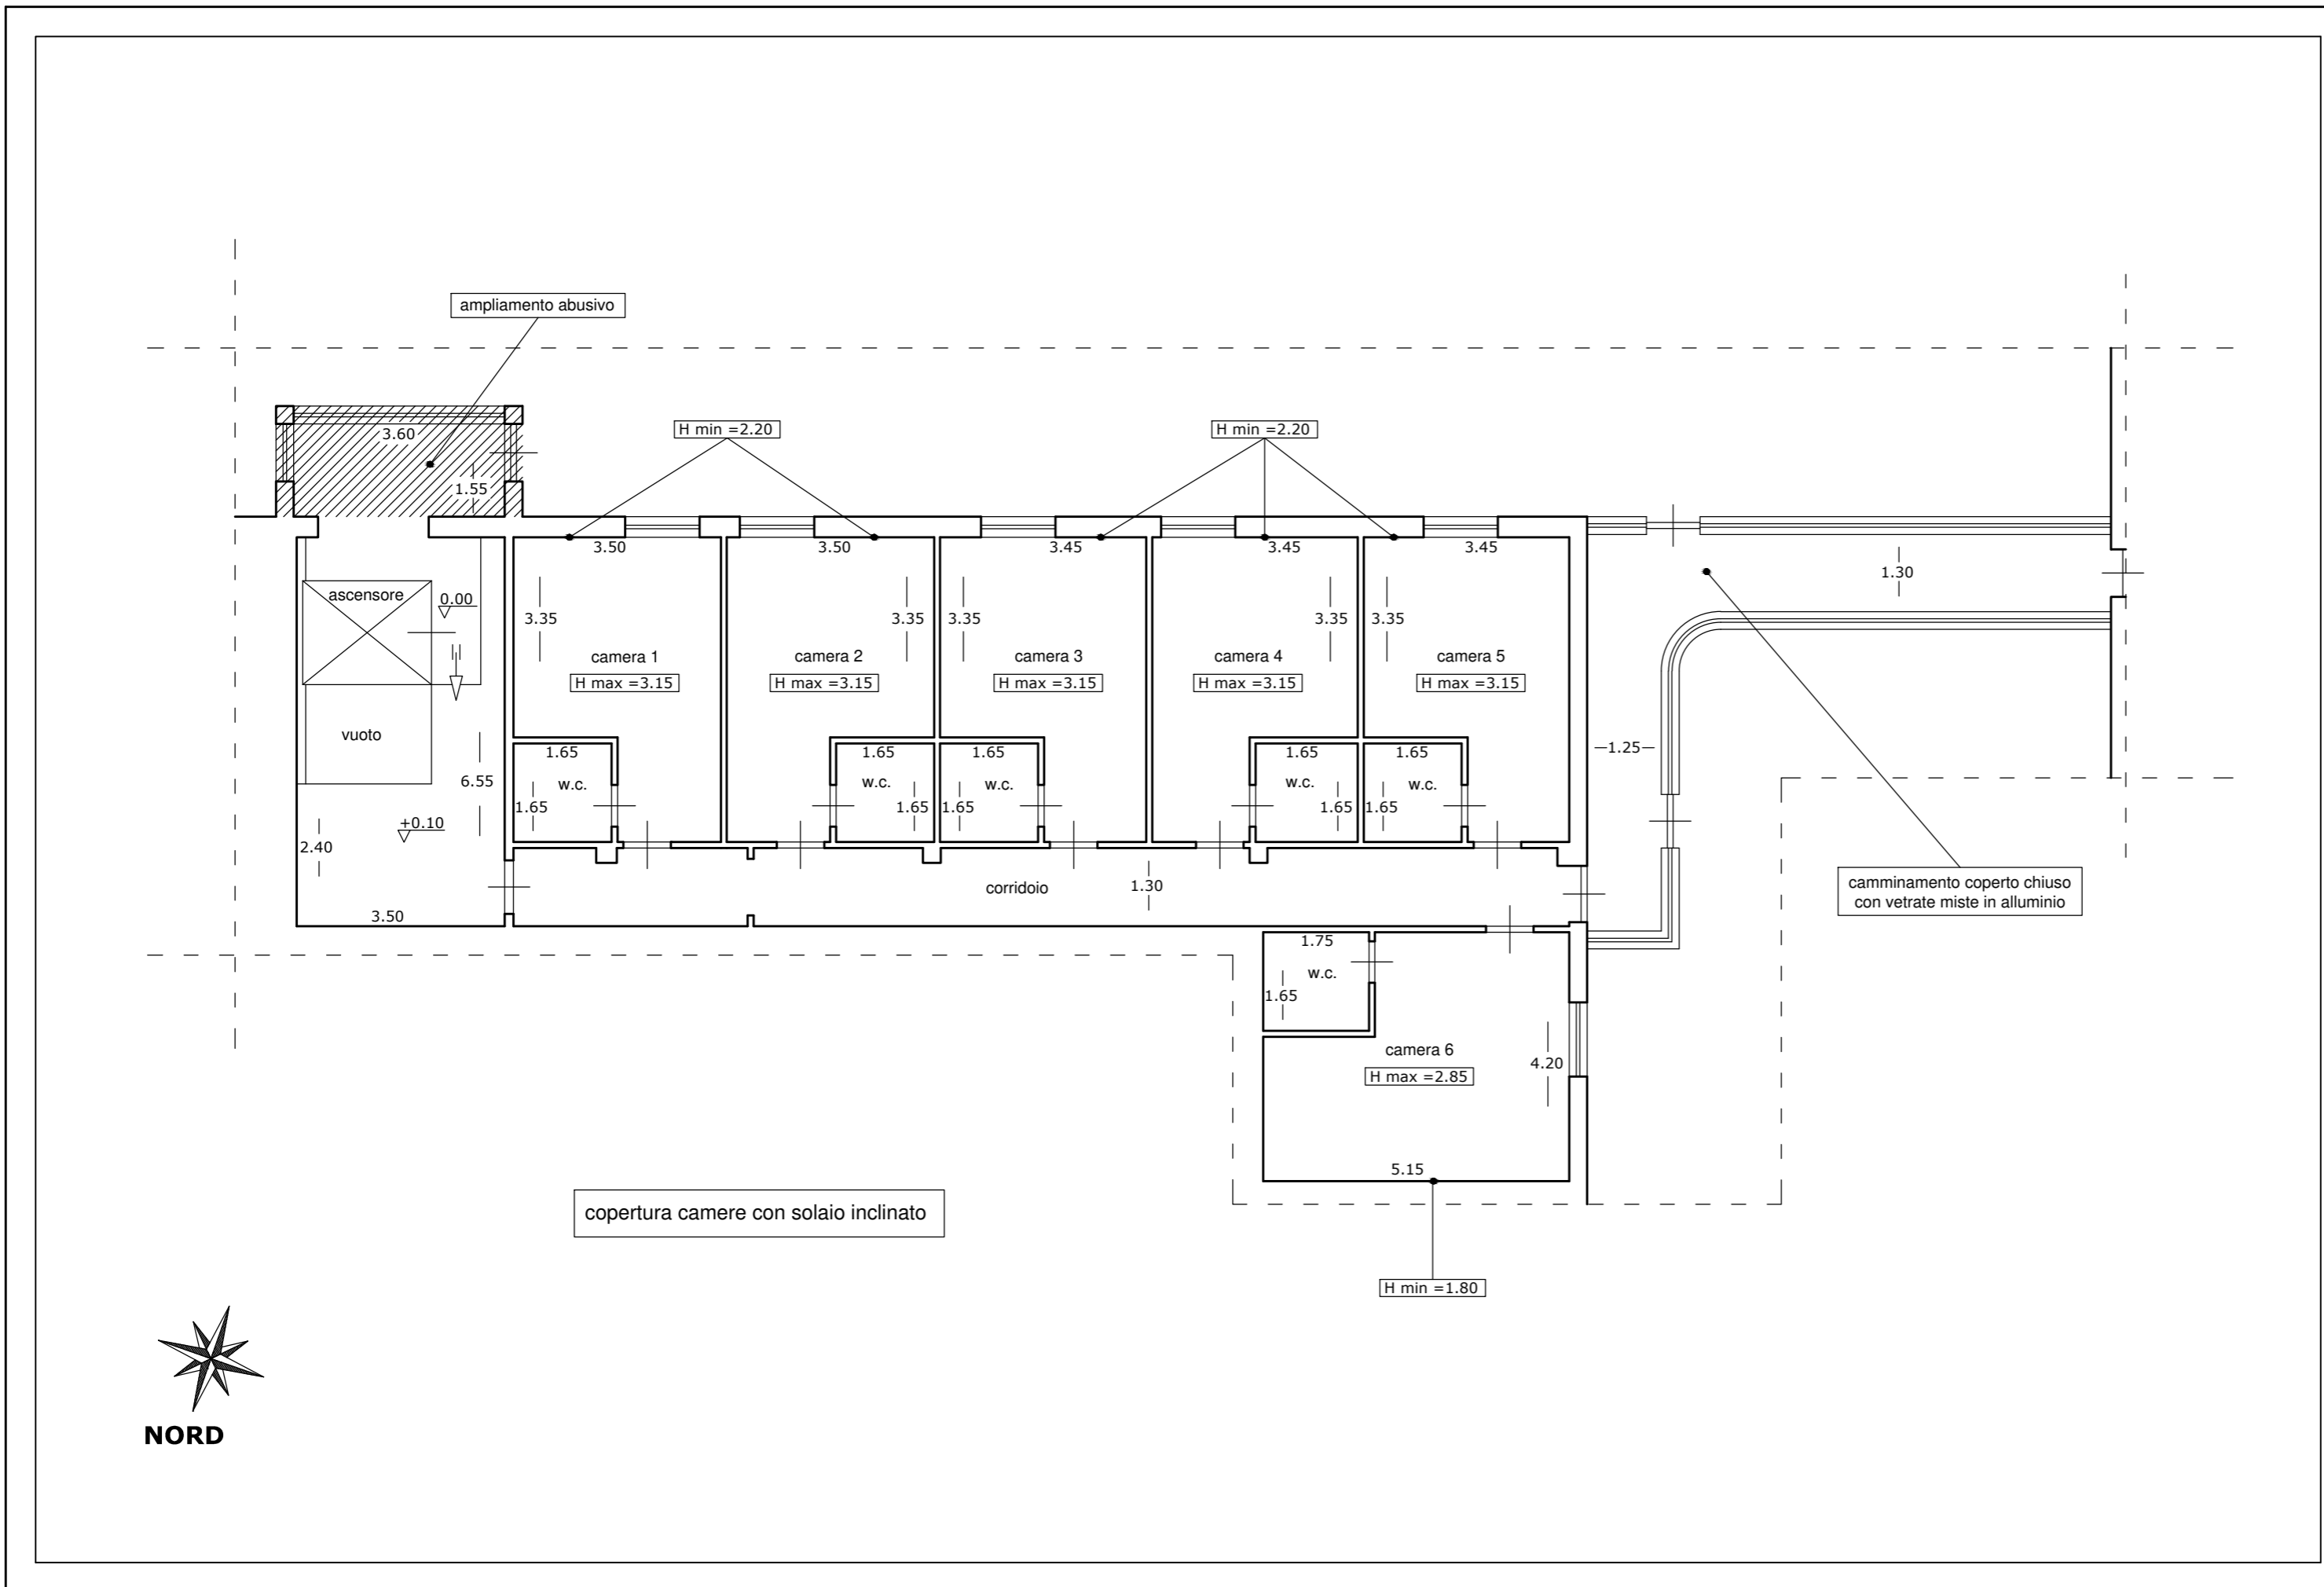 ampliamento abusivo
3.60
1.55
H min =2.20
H min =2.20
3.50
3.50
3.45
3.45
3.45
1.30
ascensore
0.00
3.35
3.35
3.35
3.35
3.35
camera 1
H max =3.15
camera 2
H max =3.15
camera 3
H max =3.15
camera 4
H max =3.15
camera 5
H max =3.15
vuoto
6.55
1.65
w.c.
1.65
1.65
w.c.
1.65
1.65
w.c.
1.65
1.65
w.c.
1.65
1.65
w.c.
1.65
1.25
+0.10
2.40
3.50
corridoio
1.30
camminamento coperto chiuso
con vetrate miste in alluminio
1.75
w.c.
1.65
camera 6
H max =2.85
4.20
5.15
copertura camere con solaio inclinato
H min =1.80
NORD